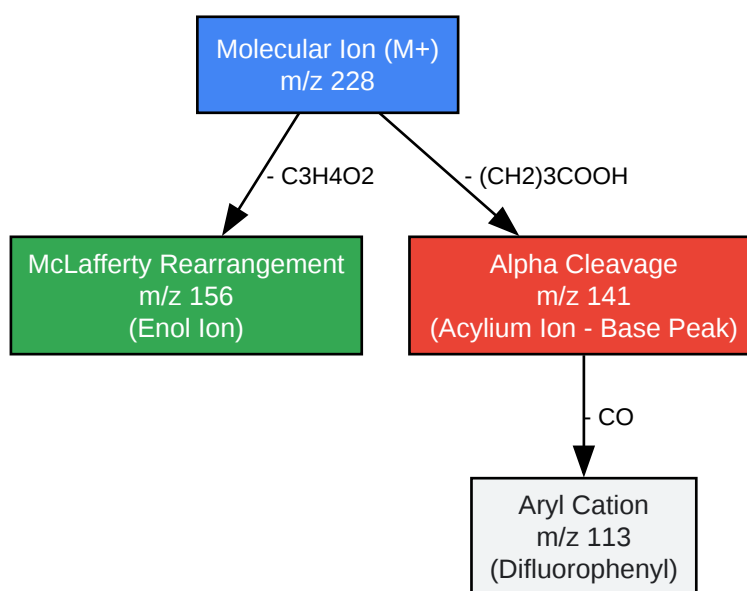 Molecular Ion (M+)
m/z 228
- C3H4O2
- (CH2)3COOH
McLafferty Rearrangement
m/z 156
(Enol Ion)
Alpha Cleavage
m/z 141
(Acylium Ion - Base Peak)
- CO
Aryl Cation
m/z 113
(Difluorophenyl)